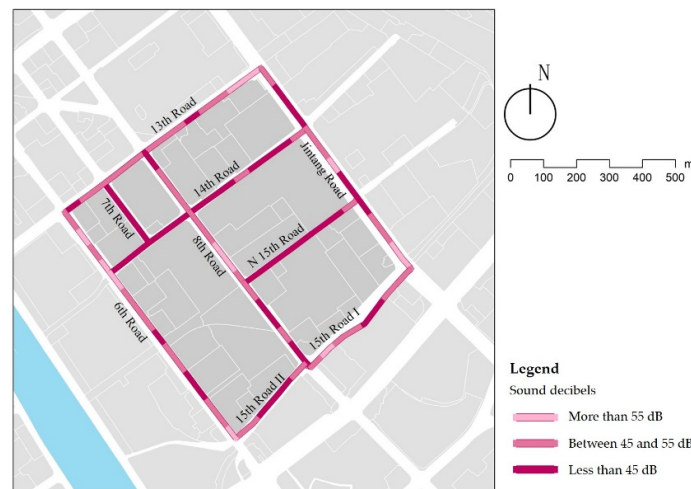 13th Road
14th Road
7th Road
Jintang Road
N 15th Road
8th Road
6th Road
15th Road I
15th Road II
N
m
0 100 200 300 400 500
Legend
Sound decibels
More than 55 dB
Between 45 and 55 dB
Less than 45 dB